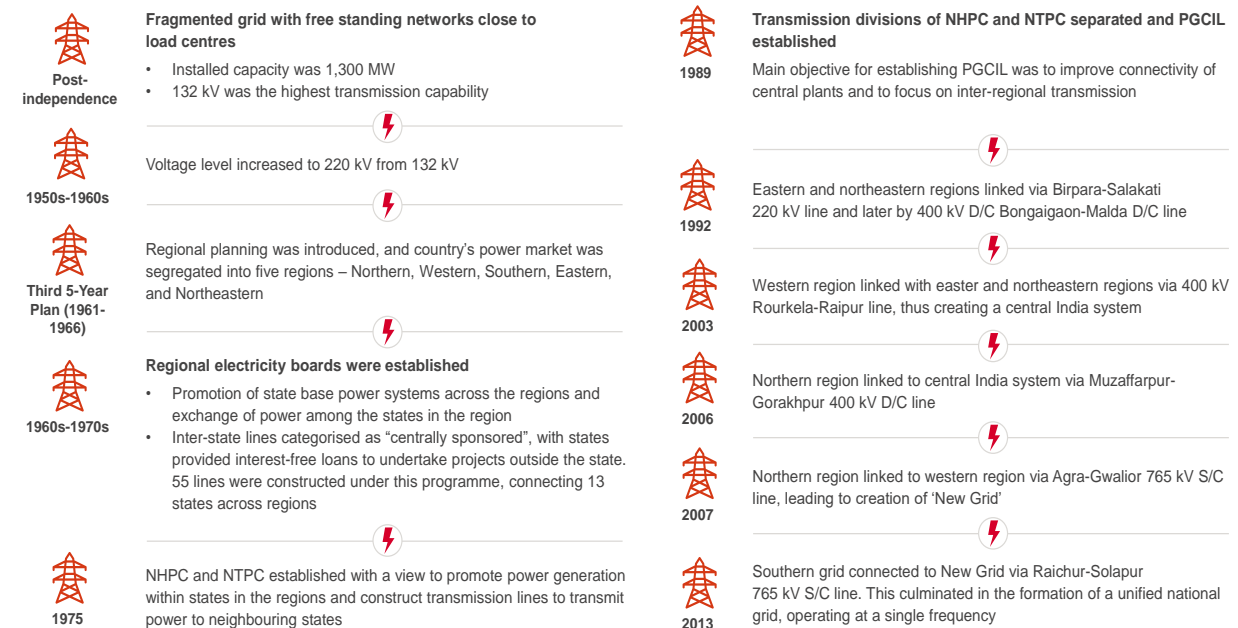 Post-
independence
Fragmented grid with free standing networks close to
load centres
• Installed capacity was 1,300 MW
• 132 kV was the highest transmission capability
1950s-1960s
Voltage level increased to 220 kV from 132 kV
Third 5-Year
Plan (1961-
1966)
Regional planning was introduced, and country's power market was
segregated into five regions – Northern, Western, Southern, Eastern,
and Northeastern
1960s-1970s
Regional electricity boards were established
• Promotion of state base power systems across the regions and
exchange of power among the states in the region
• Inter-state lines categorised as “centrally sponsored”, with states
provided interest-free loans to undertake projects outside the state.
55 lines were constructed under this programme, connecting 13
states across regions
1975
NHPC and NTPC established with a view to promote power generation
within states in the regions and construct transmission lines to transmit
power to neighbouring states
1989
Transmission divisions of NHPC and NTPC separated and PGCIL
established
Main objective for establishing PGCIL was to improve connectivity of
central plants and to focus on inter-regional transmission
1992
Eastern and northeastern regions linked via Birpara-Salakati
220 kV line and later by 400 kV D/C Bongaigaon-Malda D/C line
2003
Western region linked with easter and northeastern regions via 400 kV
Rourkela-Raipur line, thus creating a central India system
2006
Northern region linked to central India system via Muzaffarpur-
Gorakhpur 400 kV D/C line
2007
Northern region linked to western region via Agra-Gwalior 765 kV S/C
line, leading to creation of ‘New Grid’
2013
Southern grid connected to New Grid via Raichur-Solapur
765 kV S/C line. This culminated in the formation of a unified national
grid, operating at a single frequency